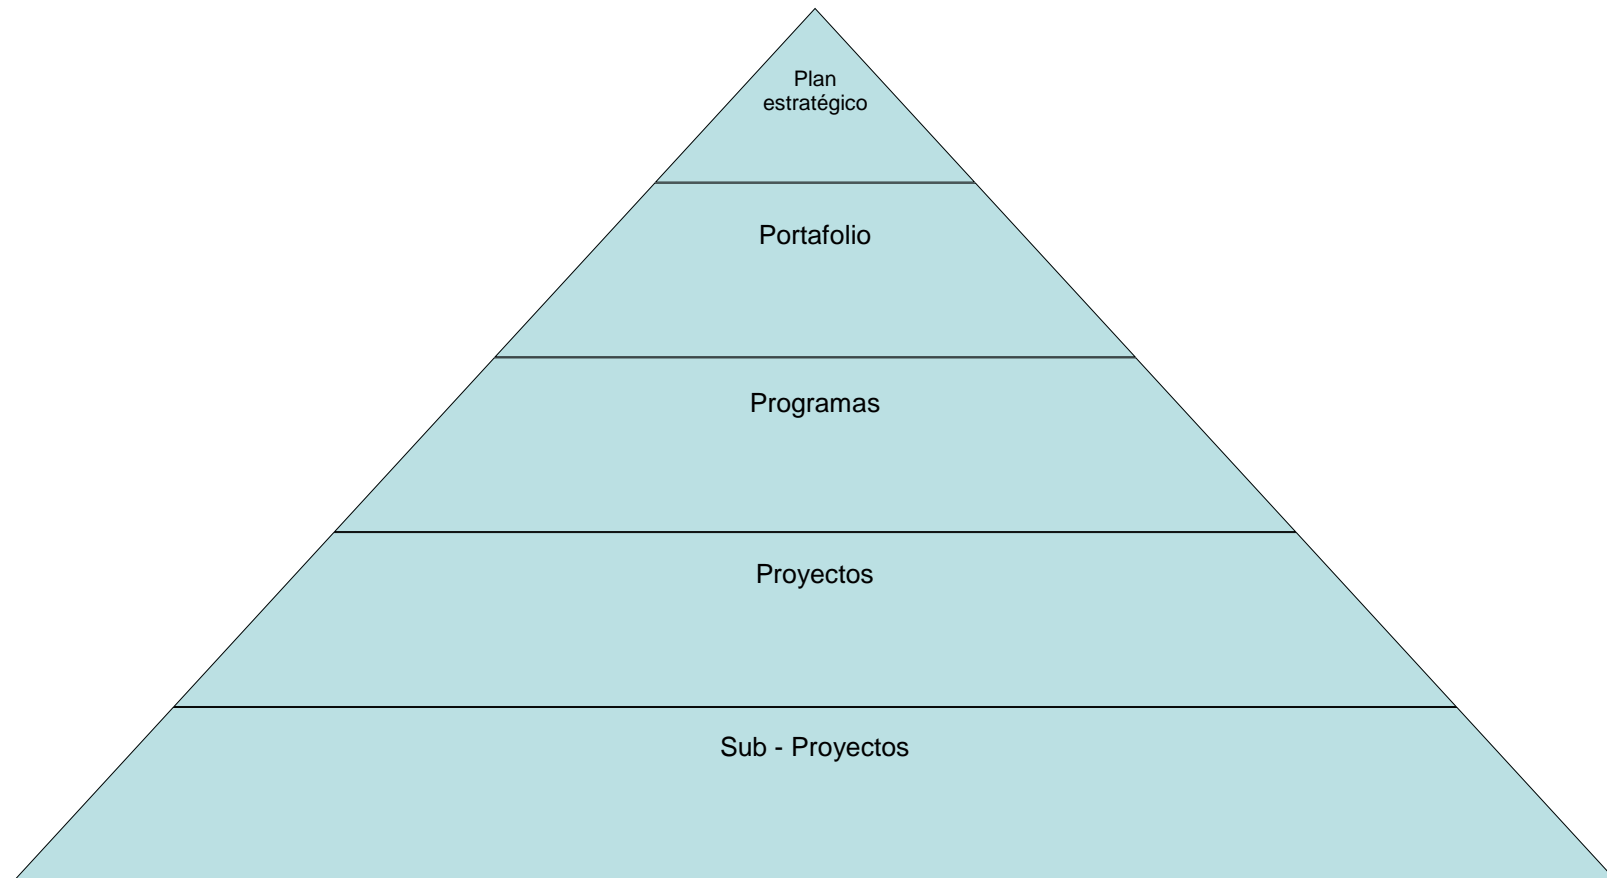 Plan
estratégico
Portafolio
Programas
Proyectos
Sub - Proyectos